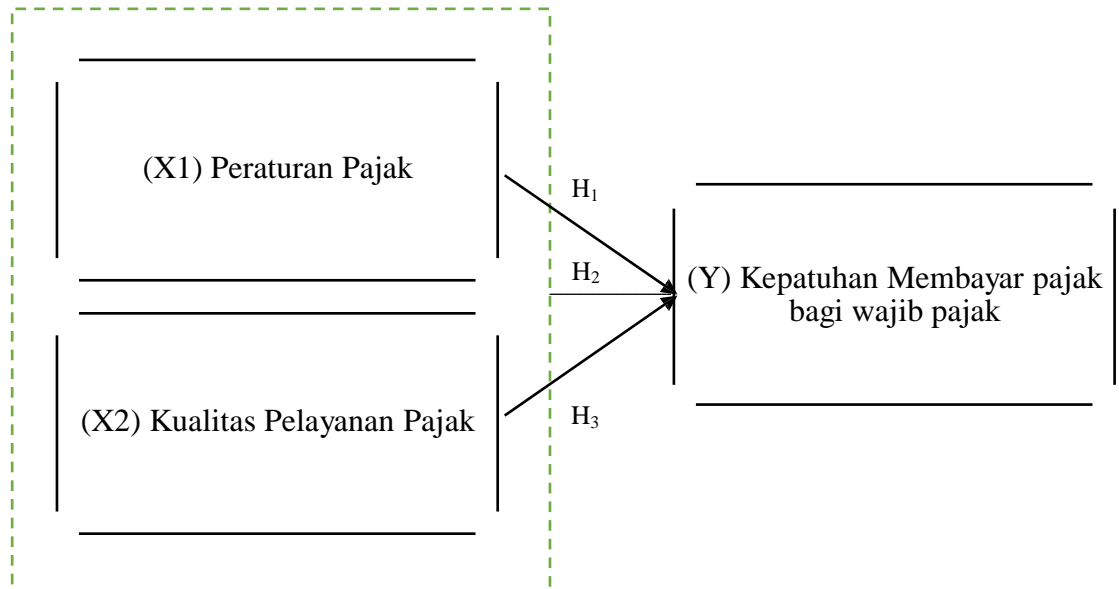 (X1) Peraturan Pajak
H₁
H₂
(Y) Kepatuhan Membayar pajak
bagi wajib pajak
(X2) Kualitas Pelayanan Pajak
H₃